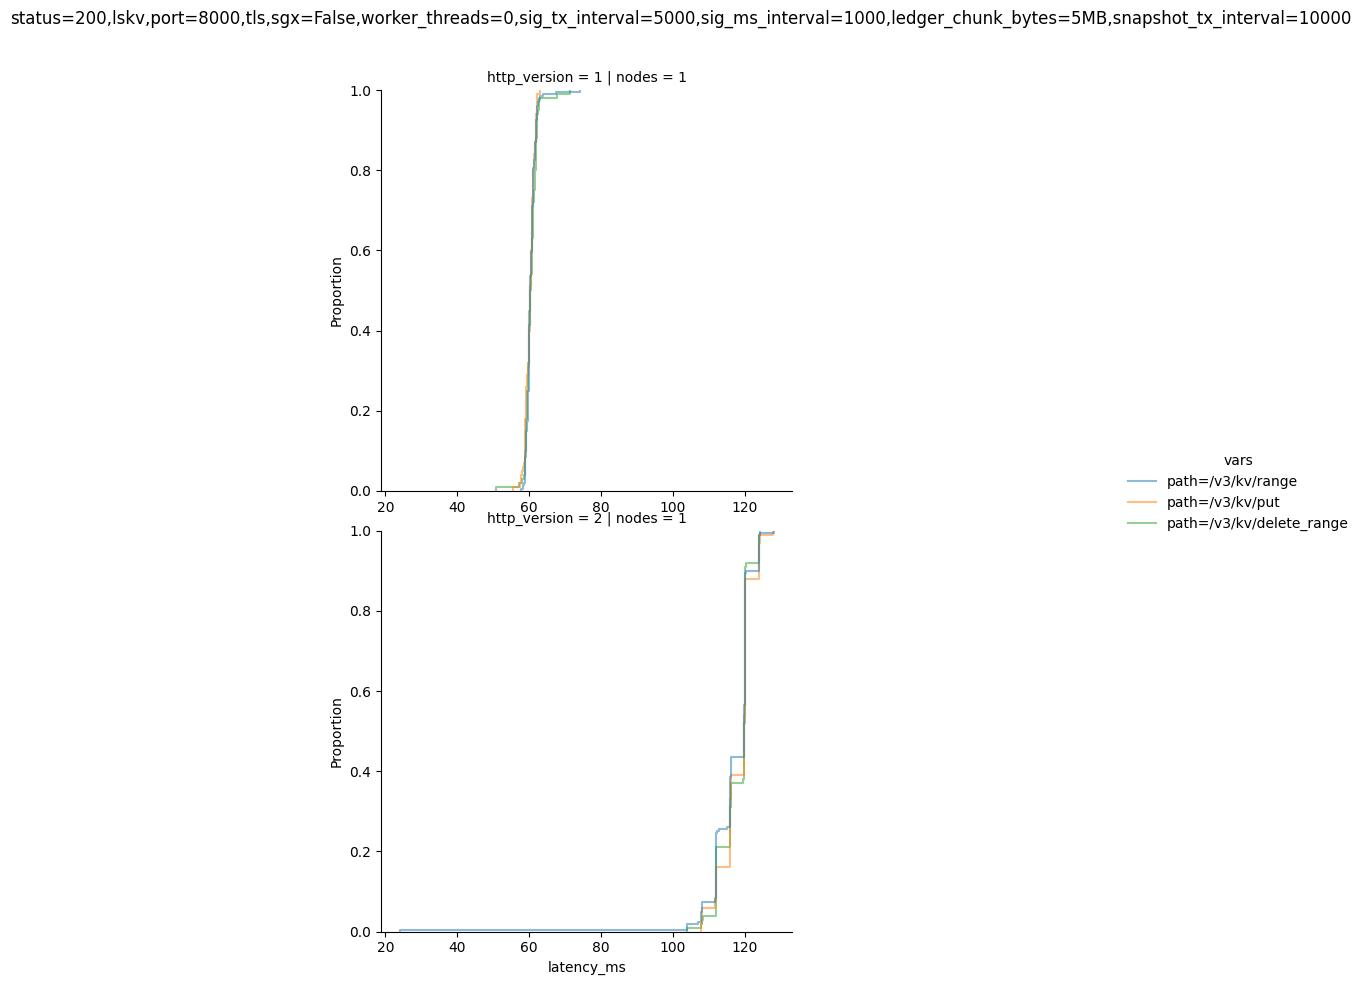 status=200,lskv,port=8000,tls,sgx=False,worker_threads=0,sig_tx_interval=5000,sig_ms_interval=1000,ledger_chunk_bytes=5MB,snapshot_tx_interval=10000
http_version = 1 | nodes = 1
1.0
0.8
0.6
0.4
0.2
0.0
Proportion
20 40 60 80 100 120
http_version = 2 | nodes = 1
1.0
0.8
0.6
0.4
0.2
0.0
Proportion
20 40 60 80 100 120
latency_ms
vars
path=/v3/kv/range
path=/v3/kv/put
path=/v3/kv/delete_range